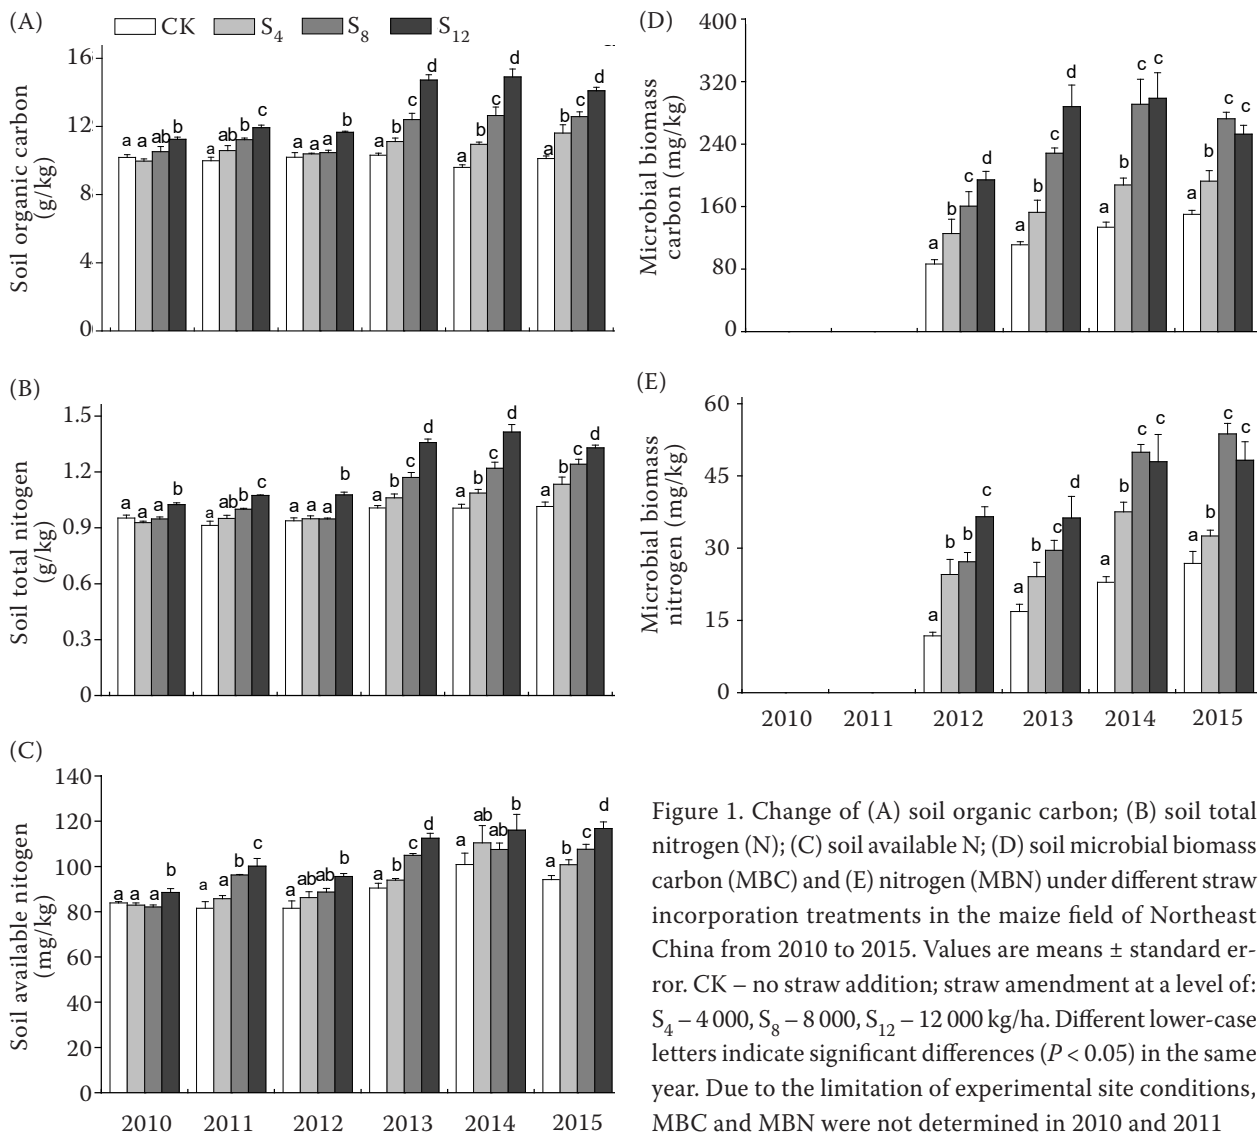 (A)
CK S4 S8 S12
Soil organic carbon
(g/kg)
16
12
8
4
0
a a ab b
a ab b c
a a a b
a b c d
a b c d
a b c d
(B)
Soil total nitogen
(g/kg)
1.5
1.2
0.9
0.6
0.3
0
a a a b
a ab b c
a a a b
a b c d
a b c d
a b c d
(C)
Soil available nitogen
(mg/kg)
140
120
100
80
60
40
20
0
a a a b
a a b c
a ab ab b
a b c d
a ab ab b
a b c d
2010 2011 2012 2013 2014 2015
(D)
Microbial biomass
carbon (mg/kg)
400
320
240
160
80
0
a b c d
a b c d
a b c c
a b c c
(E)
Microbial biomass
nitrogen (mg/kg)
60
45
30
15
0
a b b c
a b c d
a b c c
a b c c
2010 2011 2012 2013 2014 2015
Figure 1. Change of (A) soil organic carbon; (B) soil total
nitrogen (N); (C) soil available N; (D) soil microbial biomass
carbon (MBC) and (E) nitrogen (MBN) under different straw
incorporation treatments in the maize field of Northeast
China from 2010 to 2015. Values are means ± standard er-
ror. CK – no straw addition; straw amendment at a level of:
S4 – 4 000, S8 – 8 000, S12 – 12 000 kg/ha. Different lower-case
letters indicate significant differences (P < 0.05) in the same
year. Due to the limitation of experimental site conditions,
MBC and MBN were not determined in 2010 and 2011